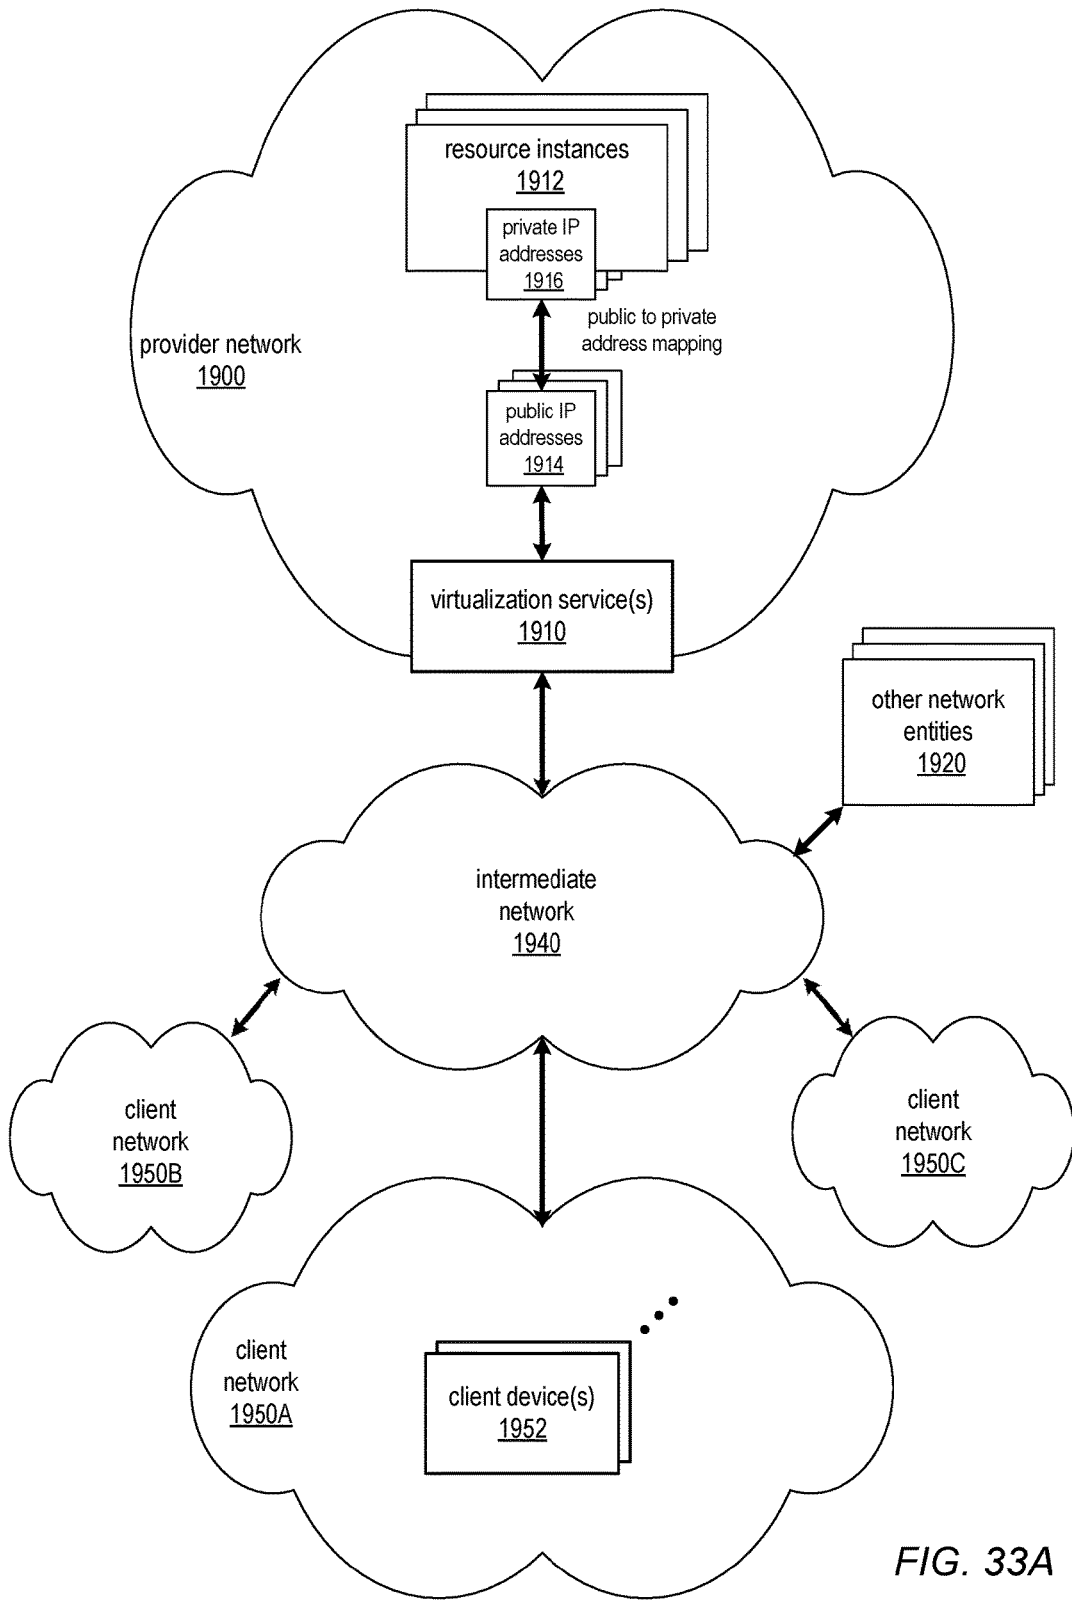 resource instances
1912
private IP
addresses
1916
public to private
address mapping
provider network
1900
public IP
addresses
1914
virtualization service(s)
1910
other network
entities
1920
intermediate
network
1940
client
network
1950B
client
network
1950C
client
network
1950A
client device(s)
1952
FIG. 33A